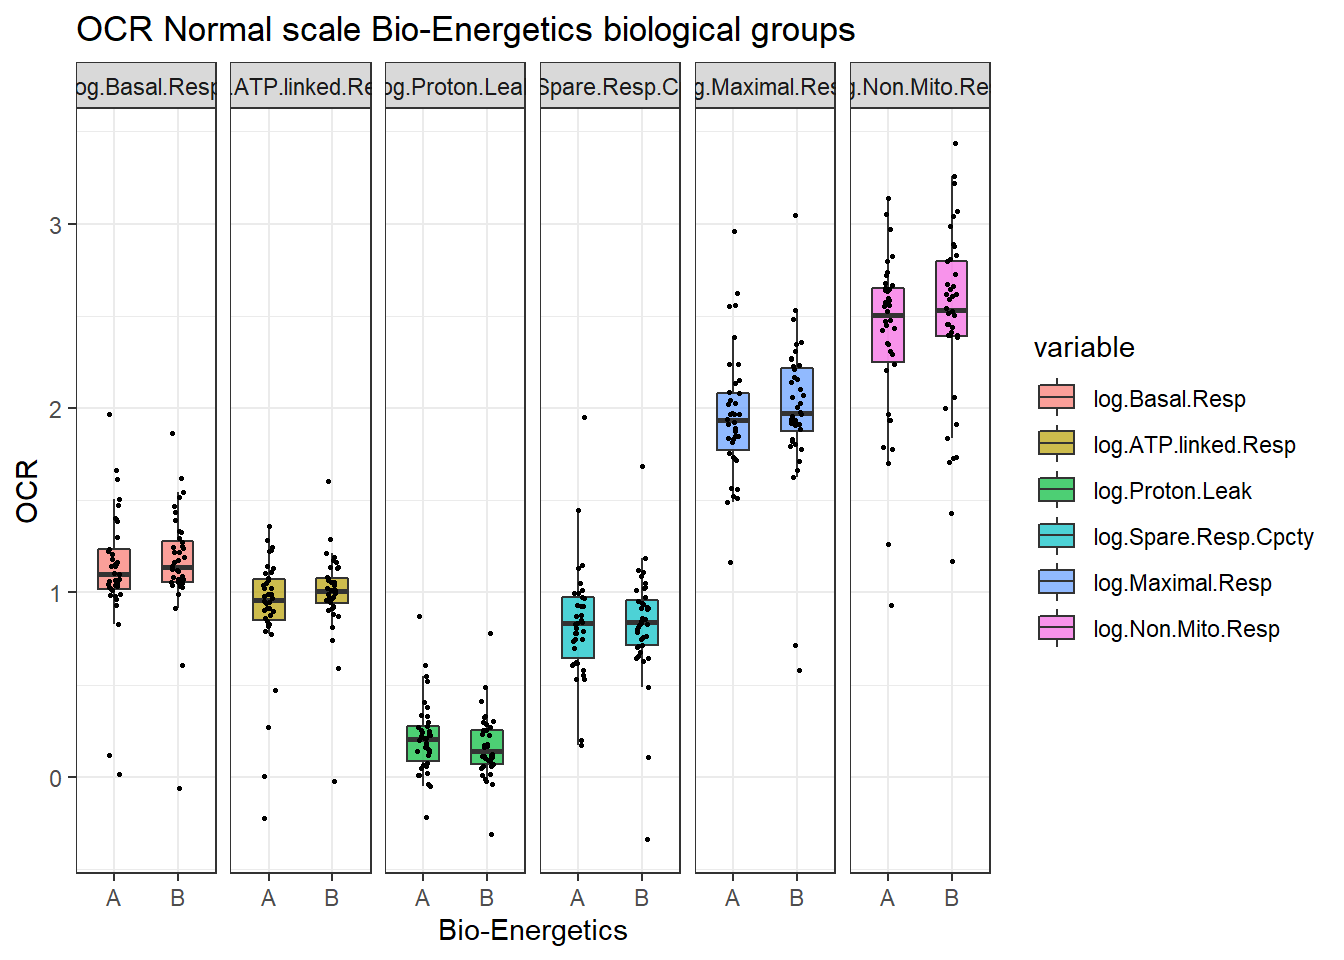 OCR Normal scale Bio-Energetics biological groups
og.Basal.Resp
.ATP.linked.Re
og.Proton.Lea
Spare.Resp.C
g.Maximal.Res
g.Non.Mito.Re
3
2
1
0
OCR
A B A B A B A B A B A B
Bio-Energetics
variable
log.Basal.Resp
log.ATP.linked.Resp
log.Proton.Leak
log.Spare.Resp.Cpcty
log.Maximal.Resp
log.Non.Mito.Resp